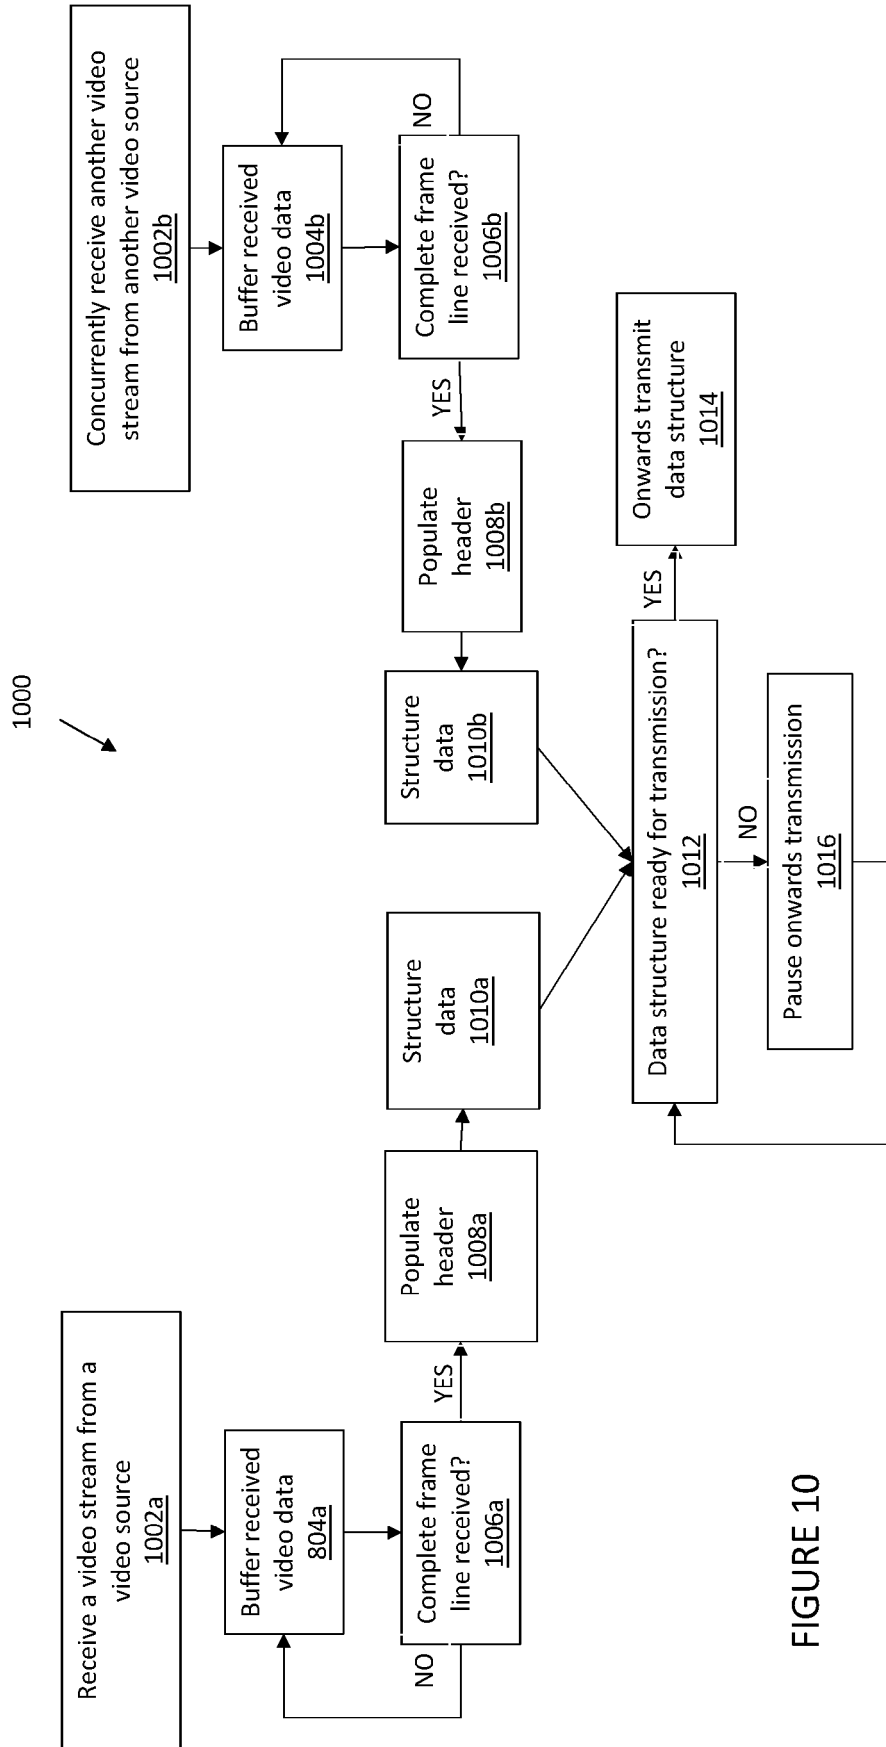 1000
Receive a video stream from a
video source
1002a
Concurrently receive another video
stream from another video source
1002b
Buffer received
video data
804a
Buffer received
video data
1004b
Complete frame
line received?
1006a
NO
YES
Complete frame
line received?
1006b
NO
YES
Populate
header
1008a
Structure
data
1010a
Structure
data
1010b
Populate
header
1008b
Data structure ready for transmission?
1012
YES
Onwards transmit
data structure
1014
NO
Pause onwards transmission
1016
FIGURE 10